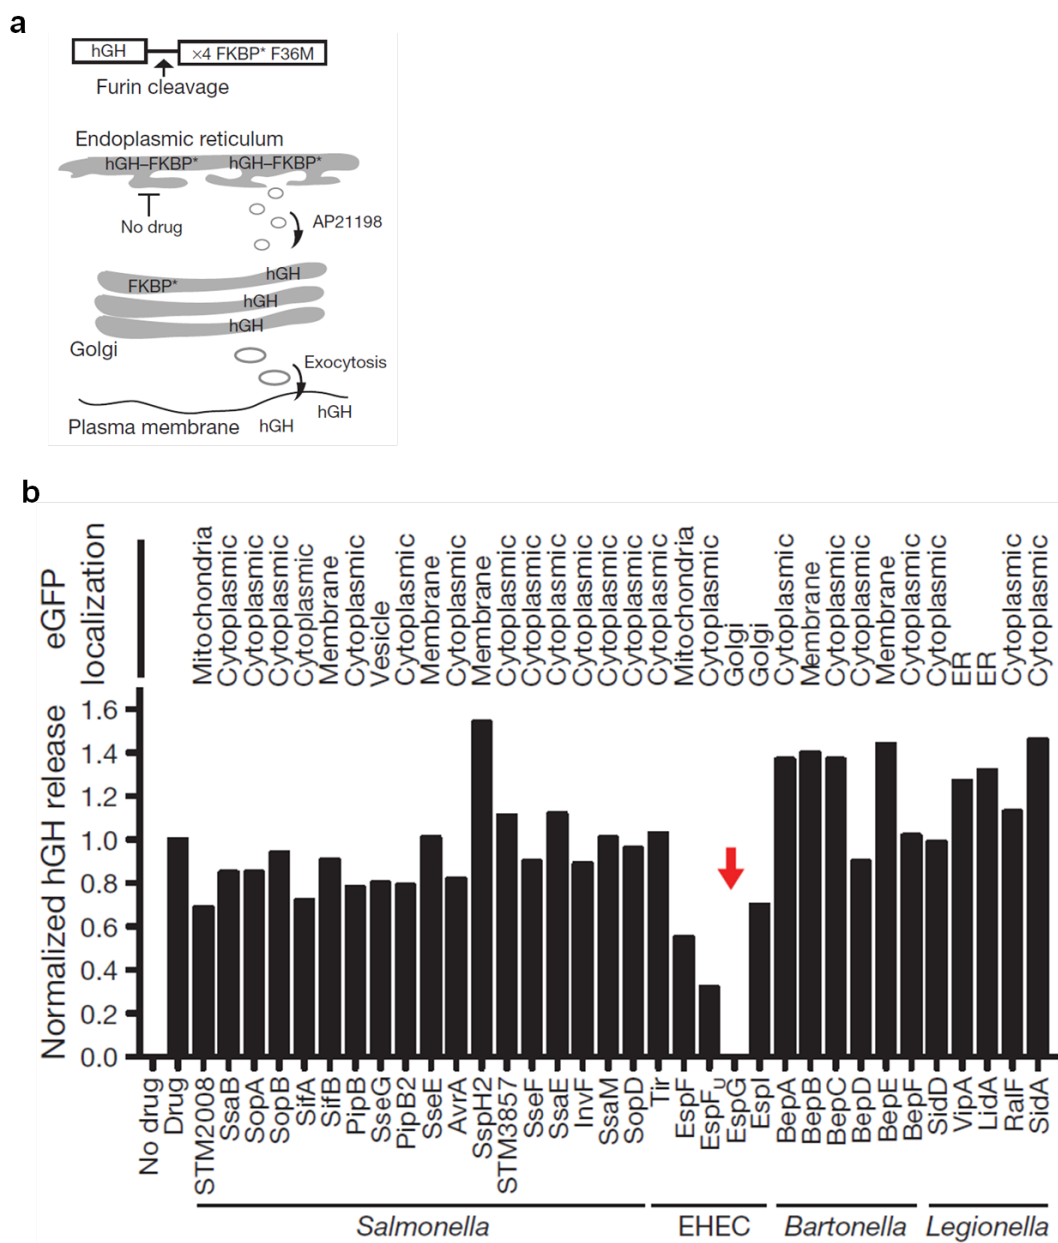 a
hGH
×4 FKBP* F36M
Furin cleavage
Endoplasmic reticulum
hGH–FKBP* hGH–FKBP*
No drug
AP21198
hGH
FKBP*
hGH
hGH
Golgi
Exocytosis
hGH
Plasma membrane hGH
b
eGFP
localization
Mitochondria
Cytoplasmic
Cytoplasmic
Cytoplasmic
Cytoplasmic
Membrane
Cytoplasmic
Vesicle
Cytoplasmic
Membrane
Cytoplasmic
Membrane
Cytoplasmic
Cytoplasmic
Cytoplasmic
Cytoplasmic
Cytoplasmic
Cytoplasmic
Cytoplasmic
Mitochondria
Cytoplasmic
Golgi
Golgi
Cytoplasmic
Membrane
Cytoplasmic
Cytoplasmic
Membrane
Cytoplasmic
Cytoplasmic
ER
ER
Cytoplasmic
Cytoplasmic
Normalized hGH release
1.6
1.4
1.2
1.0
0.8
0.6
0.4
0.2
0.0
No drug
Drug
STM2008
SsaB
SopA
SopB
SifA
SifB
PipB
SseG
PipB2
SseE
AvrA
SspH2
STM3857
SseF
SsaE
InvF
SsaM
SopD
Tir
EspF
EspFU
EspG
EspI
BepA
BepB
BepC
BepD
BepE
BepF
SidD
VipA
LidA
RalF
SidA
Salmonella EHEC Bartonella Legionella